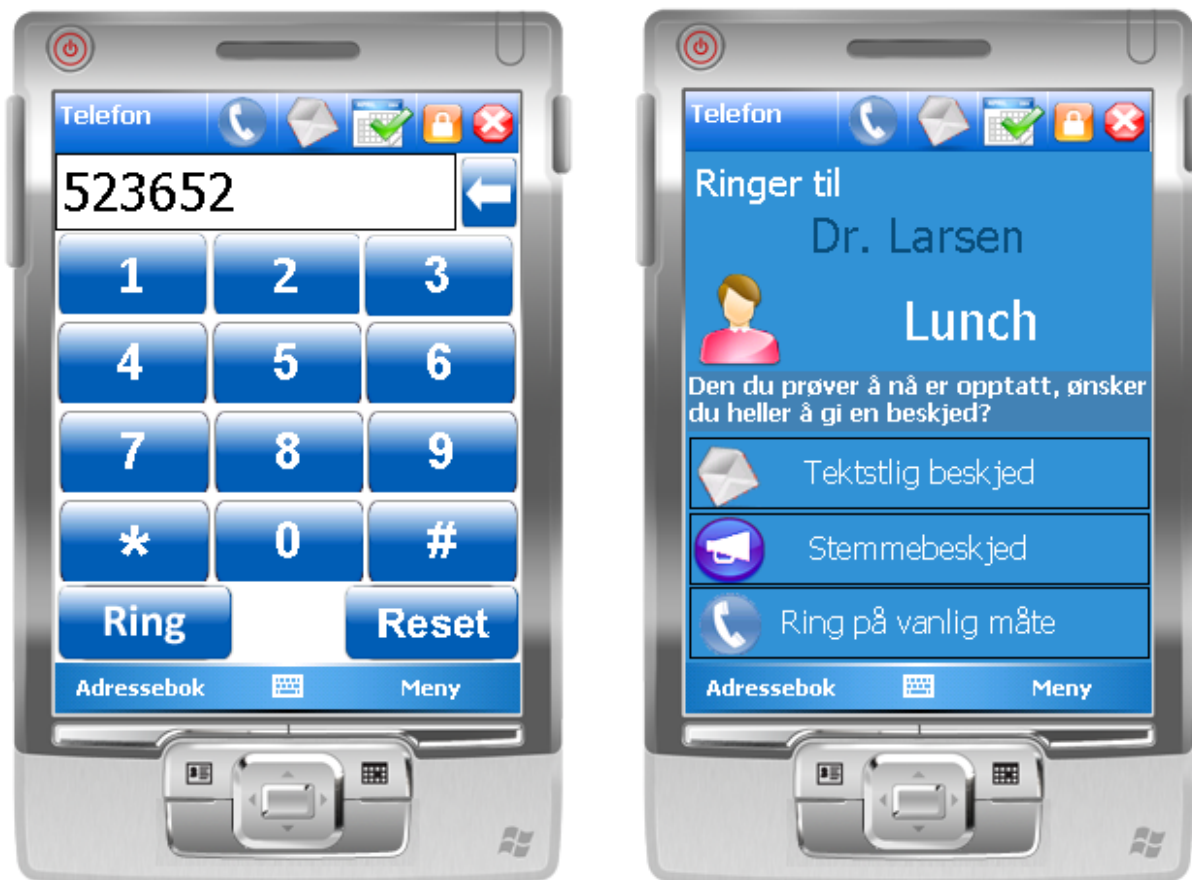 Telefon
523652
1 2 3
4 5 6
7 8 9
* 0 #
Ring Reset
Adressebok Meny
Telefon
Ringer til
Dr. Larsen
Lunch
Den du prøver å nå er opptatt, ønsker
du heller å gi en beskjed?
Tektstlig beskjed
Stemmebeskjed
Ring på vanlig måte
Adressebok Meny